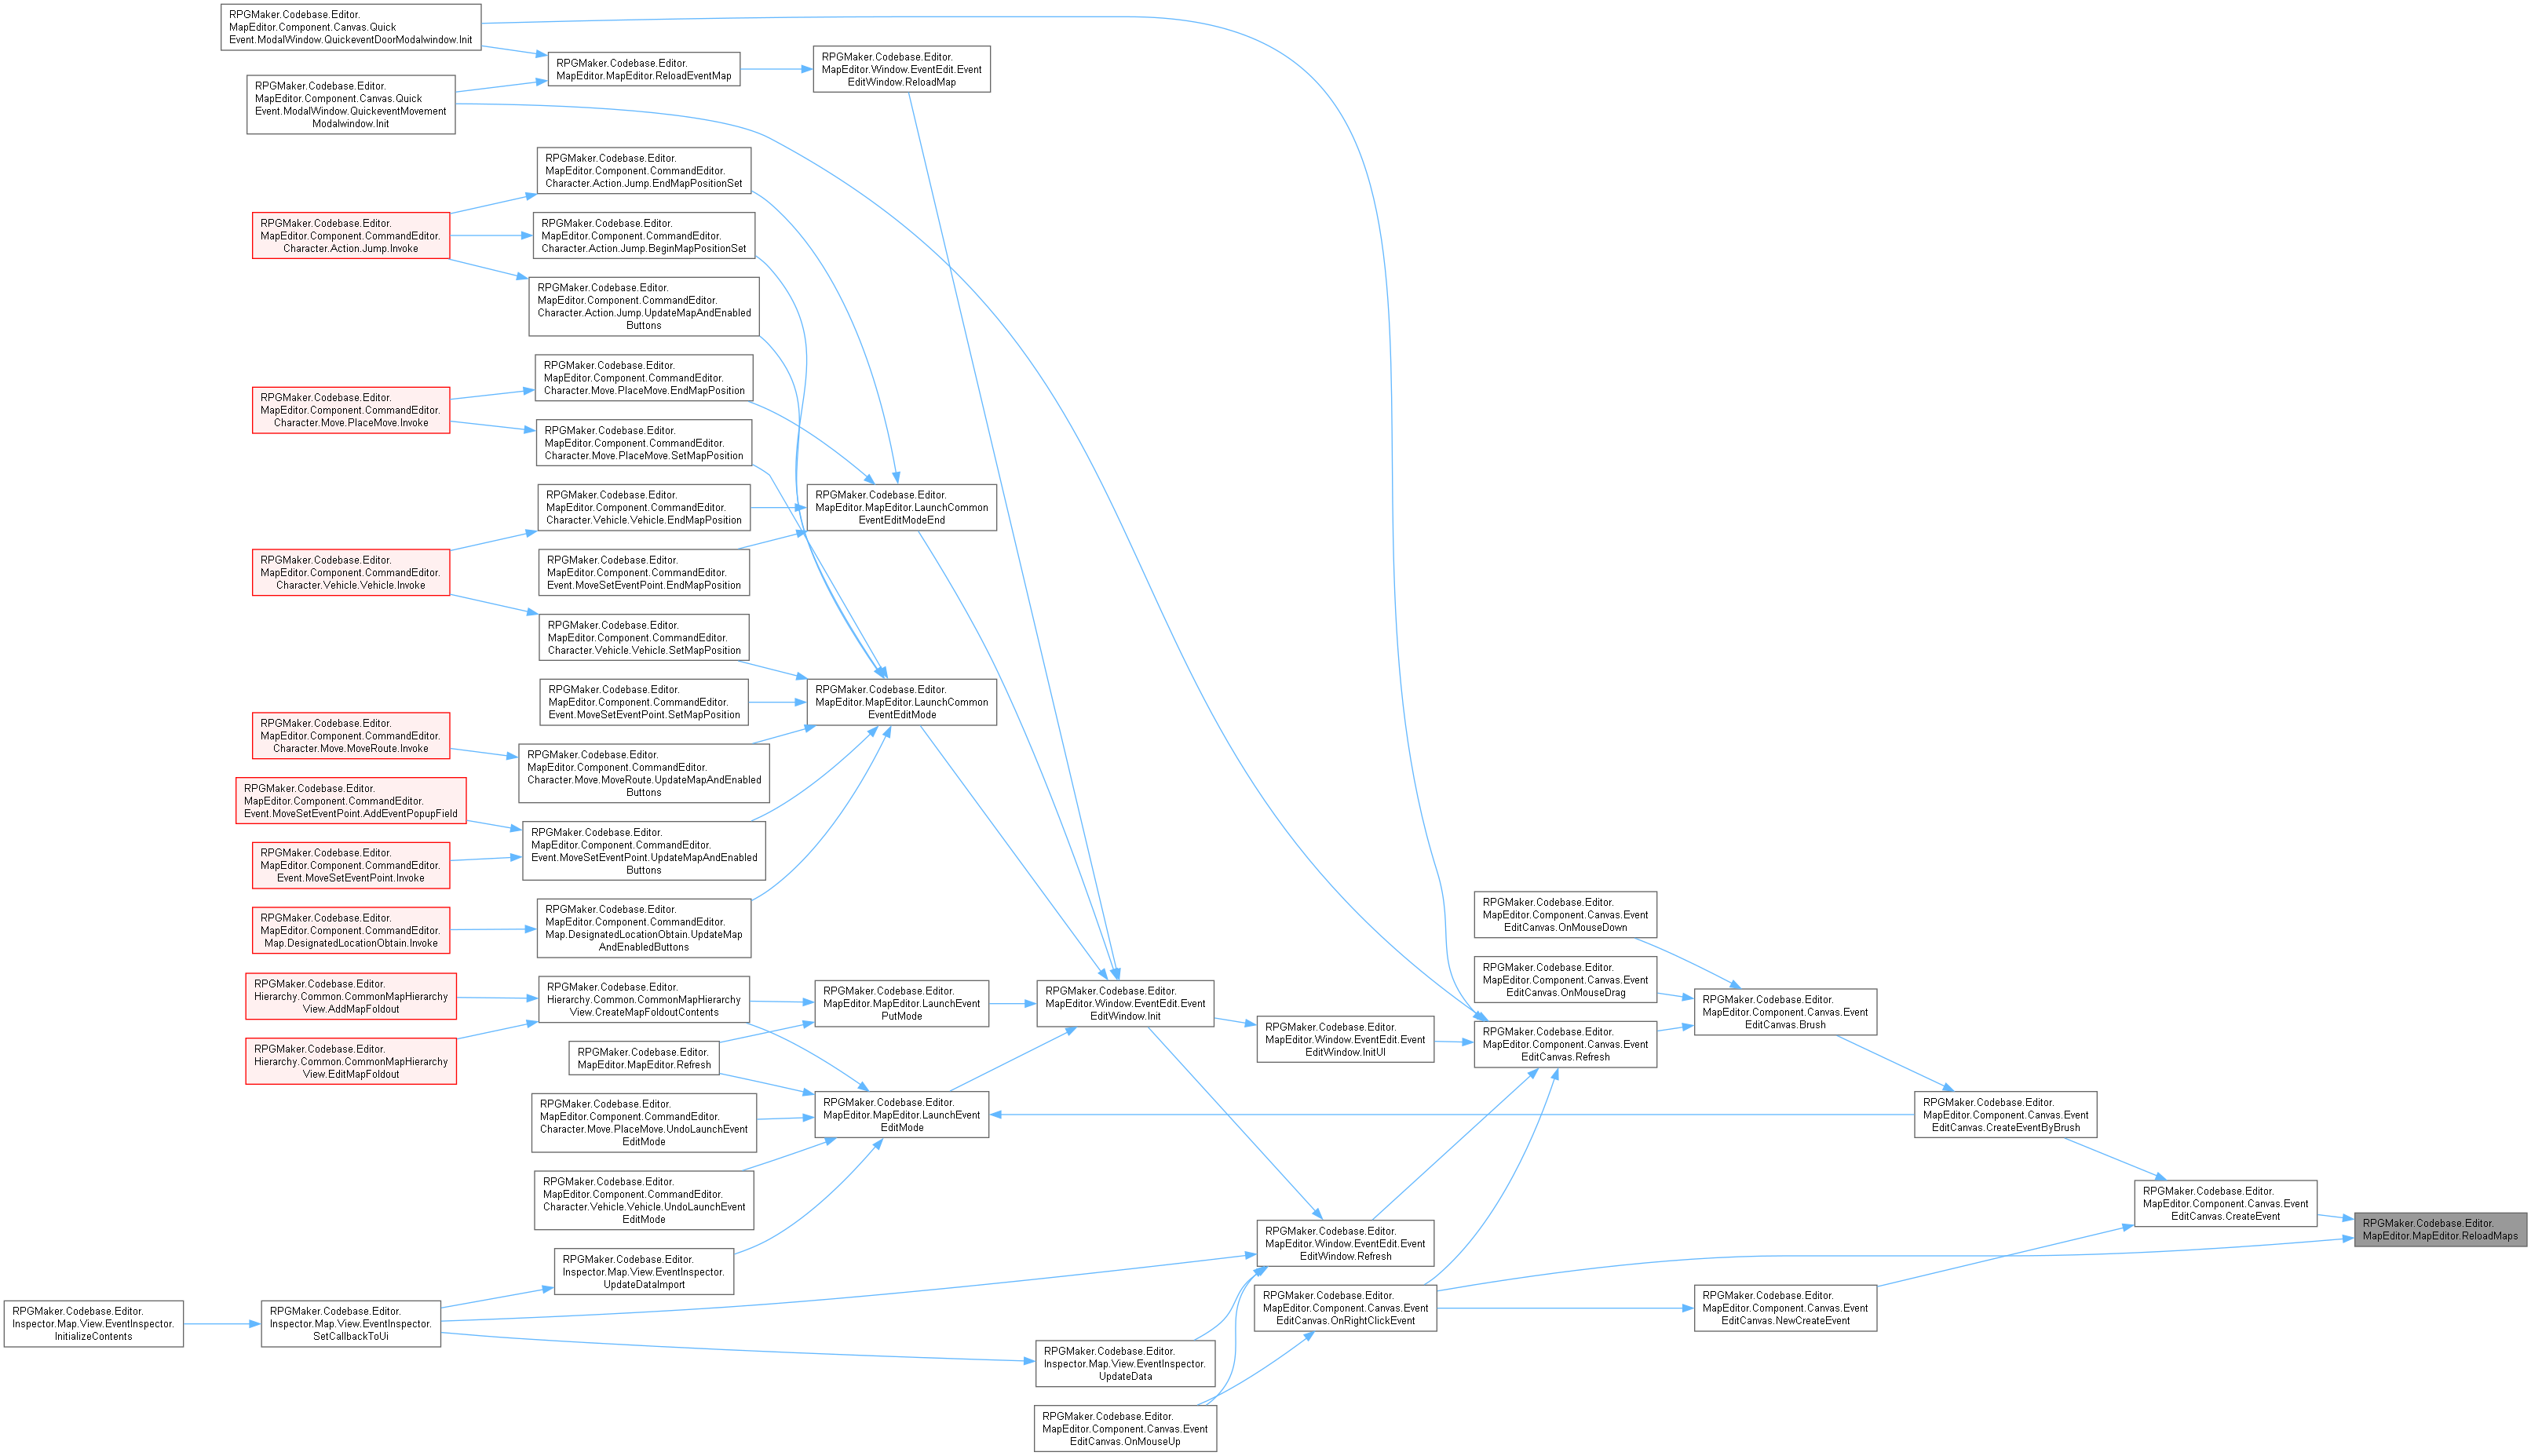 RPGMaker.Codebase.Editor.
MapEditor.Component.Canvas.Quick
Event.ModalWindow.QuickeventDoorModalwindow.Init
RPGMaker.Codebase.Editor.
MapEditor.Component.Canvas.Quick
Event.ModalWindow.QuickeventMovement
Modalwindow.Init
RPGMaker.Codebase.Editor.
MapEditor.MapEditor.ReloadEventMap
RPGMaker.Codebase.Editor.
MapEditor.Window.EventEdit.Event
EditWindow.ReloadMap
RPGMaker.Codebase.Editor.
MapEditor.Component.CommandEditor.
Character.Action.Jump.EndMapPositionSet
RPGMaker.Codebase.Editor.
MapEditor.Component.CommandEditor.
Character.Action.Jump.Invoke
RPGMaker.Codebase.Editor.
MapEditor.Component.CommandEditor.
Character.Action.Jump.BeginMapPositionSet
RPGMaker.Codebase.Editor.
MapEditor.Component.CommandEditor.
Character.Action.Jump.UpdateMapAndEnabled
Buttons
RPGMaker.Codebase.Editor.
MapEditor.Component.CommandEditor.
Character.Move.PlaceMove.EndMapPosition
RPGMaker.Codebase.Editor.
MapEditor.Component.CommandEditor.
Character.Move.PlaceMove.Invoke
RPGMaker.Codebase.Editor.
MapEditor.Component.CommandEditor.
Character.Move.PlaceMove.SetMapPosition
RPGMaker.Codebase.Editor.
MapEditor.Component.CommandEditor.
Character.Vehicle.Vehicle.EndMapPosition
RPGMaker.Codebase.Editor.
MapEditor.MapEditor.LaunchCommon
EventEditModeEnd
RPGMaker.Codebase.Editor.
MapEditor.Component.CommandEditor.
Character.Vehicle.Vehicle.Invoke
RPGMaker.Codebase.Editor.
MapEditor.Component.CommandEditor.
Event.MoveSetEventPoint.EndMapPosition
RPGMaker.Codebase.Editor.
MapEditor.Component.CommandEditor.
Character.Vehicle.Vehicle.SetMapPosition
RPGMaker.Codebase.Editor.
MapEditor.Component.CommandEditor.
Event.MoveSetEventPoint.SetMapPosition
RPGMaker.Codebase.Editor.
MapEditor.MapEditor.LaunchCommon
EventEditMode
RPGMaker.Codebase.Editor.
MapEditor.Component.CommandEditor.
Character.Move.MoveRoute.Invoke
RPGMaker.Codebase.Editor.
MapEditor.Component.CommandEditor.
Character.Move.MoveRoute.UpdateMapAndEnabled
Buttons
RPGMaker.Codebase.Editor.
MapEditor.Component.CommandEditor.
Event.MoveSetEventPoint.AddEventPopupField
RPGMaker.Codebase.Editor.
MapEditor.Component.CommandEditor.
Event.MoveSetEventPoint.UpdateMapAndEnabled
Buttons
RPGMaker.Codebase.Editor.
MapEditor.Component.CommandEditor.
Event.MoveSetEventPoint.Invoke
RPGMaker.Codebase.Editor.
MapEditor.Component.CommandEditor.
Map.DesignatedLocationObtain.Invoke
RPGMaker.Codebase.Editor.
MapEditor.Component.CommandEditor.
Map.DesignatedLocationObtain.UpdateMap
AndEnabledButtons
RPGMaker.Codebase.Editor.
Hierarchy.Common.CommonMapHierarchy
View.AddMapFoldout
RPGMaker.Codebase.Editor.
Hierarchy.Common.CommonMapHierarchy
View.CreateMapFoldoutContents
RPGMaker.Codebase.Editor.
MapEditor.MapEditor.LaunchEvent
PutMode
RPGMaker.Codebase.Editor.
MapEditor.Window.EventEdit.Event
EditWindow.Init
RPGMaker.Codebase.Editor.
Hierarchy.Common.CommonMapHierarchy
View.EditMapFoldout
RPGMaker.Codebase.Editor.
MapEditor.MapEditor.Refresh
RPGMaker.Codebase.Editor.
MapEditor.Window.EventEdit.Event
EditWindow.InitUI
RPGMaker.Codebase.Editor.
MapEditor.Component.Canvas.Event
EditCanvas.OnMouseDown
RPGMaker.Codebase.Editor.
MapEditor.Component.Canvas.Event
EditCanvas.OnMouseDrag
RPGMaker.Codebase.Editor.
MapEditor.Component.Canvas.Event
EditCanvas.Refresh
RPGMaker.Codebase.Editor.
MapEditor.Component.Canvas.Event
EditCanvas.Brush
RPGMaker.Codebase.Editor.
MapEditor.Component.CommandEditor.
Character.Move.PlaceMove.UndoLaunchEvent
EditMode
RPGMaker.Codebase.Editor.
MapEditor.MapEditor.LaunchEvent
EditMode
RPGMaker.Codebase.Editor.
MapEditor.Component.Canvas.Event
EditCanvas.CreateEventByBrush
RPGMaker.Codebase.Editor.
MapEditor.Component.CommandEditor.
Character.Vehicle.Vehicle.UndoLaunchEvent
EditMode
RPGMaker.Codebase.Editor.
MapEditor.Component.Canvas.Event
EditCanvas.CreateEvent
RPGMaker.Codebase.Editor.
MapEditor.MapEditor.ReloadMaps
RPGMaker.Codebase.Editor.
MapEditor.Window.EventEdit.Event
EditWindow.Refresh
RPGMaker.Codebase.Editor.
Inspector.Map.View.EventInspector.
UpdateDataImport
RPGMaker.Codebase.Editor.
MapEditor.Component.Canvas.Event
EditCanvas.OnRightClickEvent
RPGMaker.Codebase.Editor.
MapEditor.Component.Canvas.Event
EditCanvas.NewCreateEvent
RPGMaker.Codebase.Editor.
Inspector.Map.View.EventInspector.
InitializeContents
RPGMaker.Codebase.Editor.
Inspector.Map.View.EventInspector.
SetCallbackToUi
RPGMaker.Codebase.Editor.
Inspector.Map.View.EventInspector.
UpdateData
RPGMaker.Codebase.Editor.
MapEditor.Component.Canvas.Event
EditCanvas.OnMouseUp